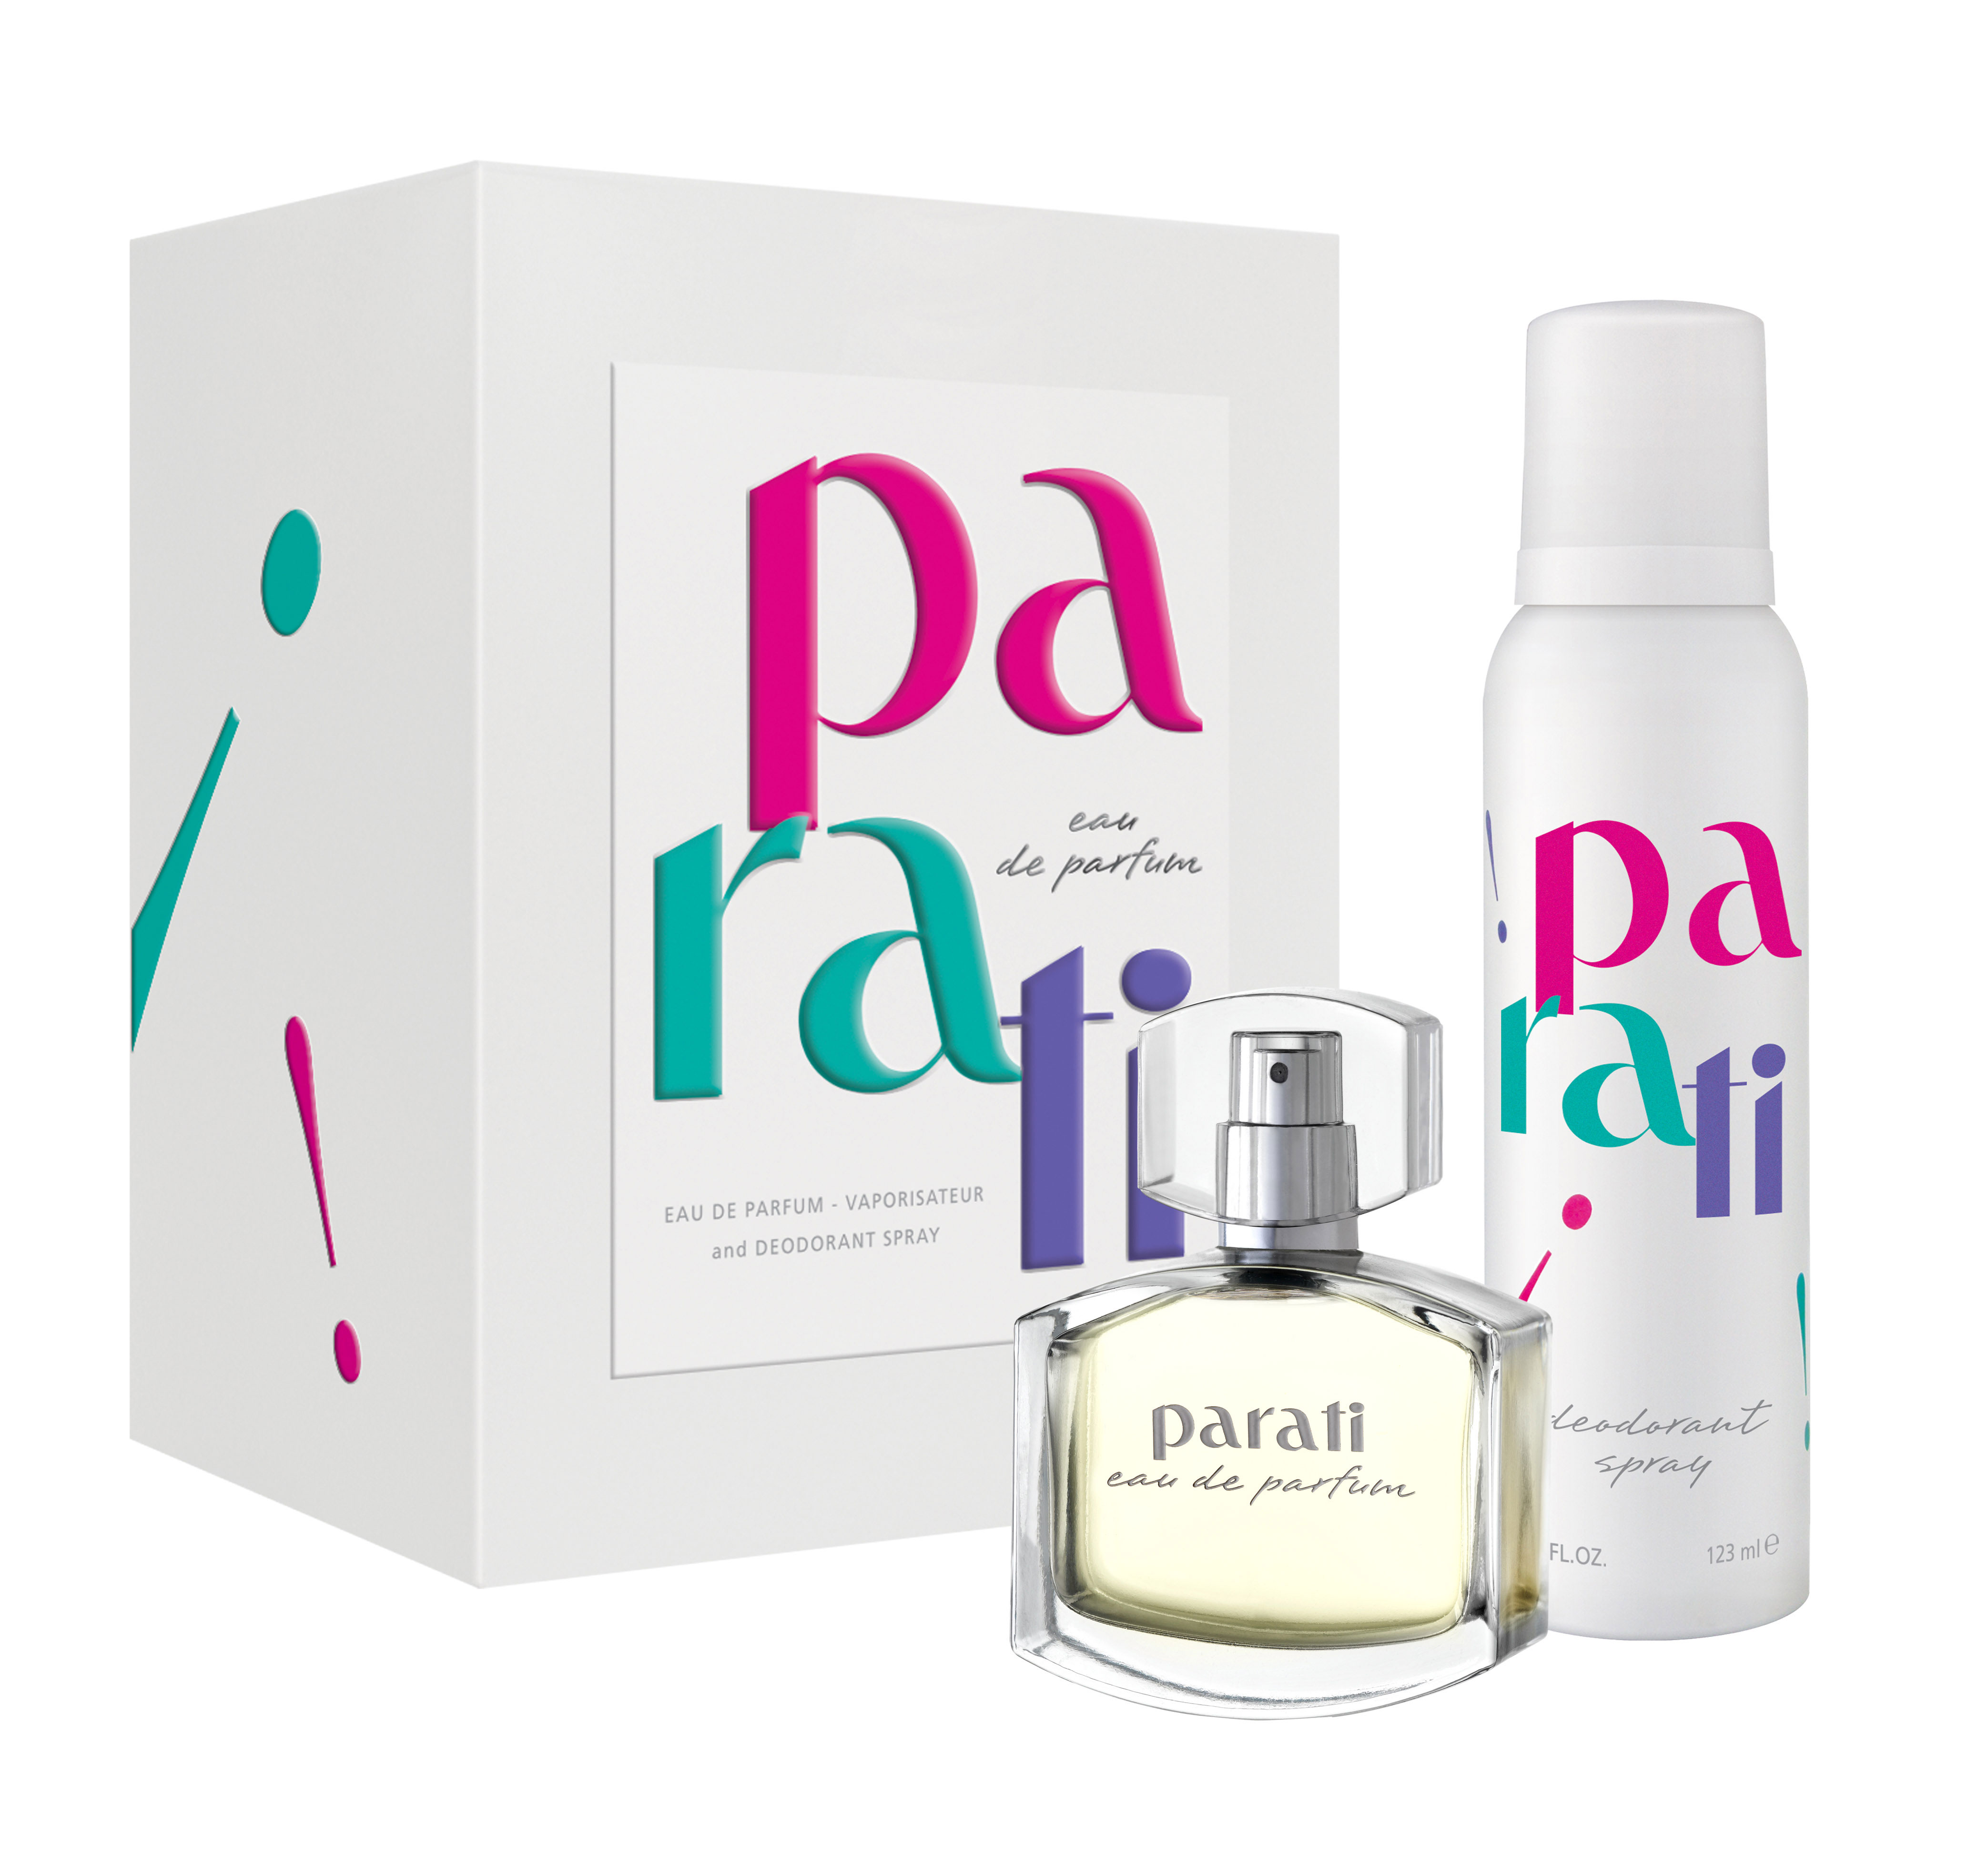 pa
ra
ti
eau
de parfum
EAU DE PARFUM - VAPORISATEUR
and DEODORANT SPRAY
parati
eau de parfum
pa
ra
ti
deodorant
spray
FL.OZ.
123 ml ℮